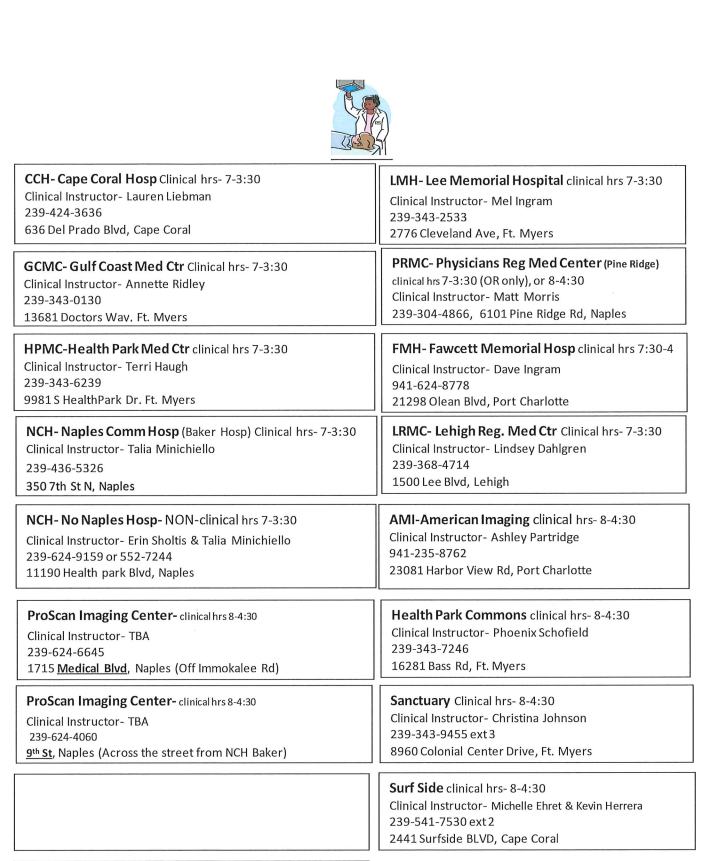 CCH- Cape Coral Hosp Clinical hrs- 7-3:30
Clinical Instructor- Lauren Liebman
239-424-3636
636 Del Prado Blvd, Cape Coral
LMH- Lee Memorial Hospital clinical hrs 7-3:30
Clinical Instructor- Mel Ingram
239-343-2533
2776 Cleveland Ave, Ft. Myers
GCMC- Gulf Coast Med Ctr Clinical hrs- 7-3:30
Clinical Instructor- Annette Ridley
239-343-0130
13681 Doctors Way. Ft. Myers
PRMC- Physicians Reg Med Center (Pine Ridge)
clinical hrs 7-3:30 (OR only), or 8-4:30
Clinical Instructor- Matt Morris
239-304-4866, 6101 Pine Ridge Rd, Naples
HPMC-Health Park Med Ctr clinical hrs 7-3:30
Clinical Instructor- Terri Haugh
239-343-6239
9981 S HealthPark Dr. Ft. Myers
FMH- Fawcett Memorial Hosp clinical hrs 7:30-4
Clinical Instructor- Dave Ingram
941-624-8778
21298 Olean Blvd, Port Charlotte
NCH- Naples Comm Hosp (Baker Hosp) Clinical hrs- 7-3:30
Clinical Instructor- Talia Minichiello
239-436-5326
350 7th St N, Naples
LRMC- Lehigh Reg. Med Ctr Clinical hrs- 7-3:30
Clinical Instructor- Lindsey Dahlgren
239-368-4714
1500 Lee Blvd, Lehigh
NCH- No Naples Hosp- NON-clinical hrs 7-3:30
Clinical Instructor- Erin Sholtis & Talia Minichiello
239-624-9159 or 552-7244
11190 Health park Blvd, Naples
AMI-American Imaging clinical hrs- 8-4:30
Clinical Instructor- Ashley Partridge
941-235-8762
23081 Harbor View Rd, Port Charlotte
ProScan Imaging Center- clinical hrs 8-4:30
Clinical Instructor- TBA
239-624-6645
1715 Medical Blvd, Naples (Off Immokalee Rd)
Health Park Commons clinical hrs- 8-4:30
Clinical Instructor- Phoenix Schofield
239-343-7246
16281 Bass Rd, Ft. Myers
ProScan Imaging Center- clinical hrs 8-4:30
Clinical Instructor- TBA
239-624-4060
9th St, Naples (Across the street from NCH Baker)
Sanctuary Clinical hrs- 8-4:30
Clinical Instructor- Christina Johnson
239-343-9455 ext 3
8960 Colonial Center Drive, Ft. Myers
Surf Side clinical hrs- 8-4:30
Clinical Instructor- Michelle Ehret & Kevin Herrera
239-541-7530 ext 2
2441 Surfside BLVD, Cape Coral